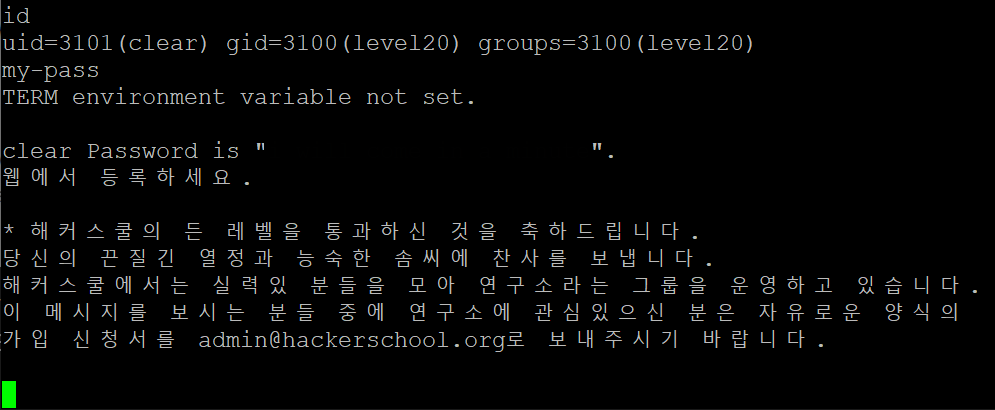 id
uid=3101(clear) gid=3100(level20) groups=3100(level20)
my-pass
TERM environment variable not set.
clear Password is "                      ".
웹에서 등록하세요.
* 해커스쿨의 든 레벨을 통과하신 것을 축하드립니다.
당신의 끈질긴 열정과 능숙한 솜씨에 찬사를 보냅니다.
해커스쿨에서는 실력있 분들을 모아 연구소라는 그룹을 운영하고 있습니다.
이 메시지를 보시는 분들 중에 연구소에 관심있으신 분은 자유로운 양식의
가입 신청서를 admin@hackerschool.org로 보내주시기 바랍니다.